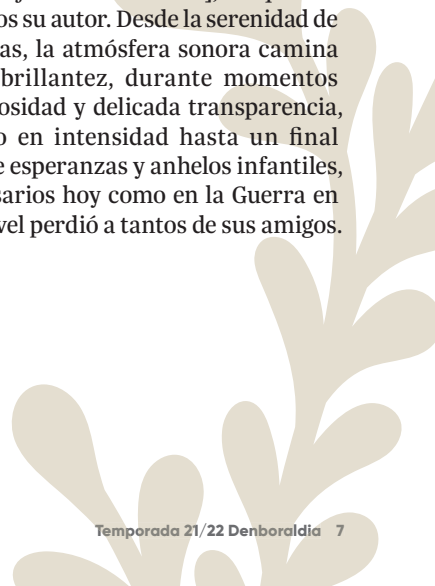 os su autor. Desde la serenidad de
as, la atmósfera sonora camina
brillantez, durante momentos
osidad y delicada transparencia,
o en intensidad hasta un final
e esperanzas y anhelos infantiles,
sarios hoy como en la Guerra en
vel perdió a tantos de sus amigos.
Temporada 21/22 Denboraldia 7